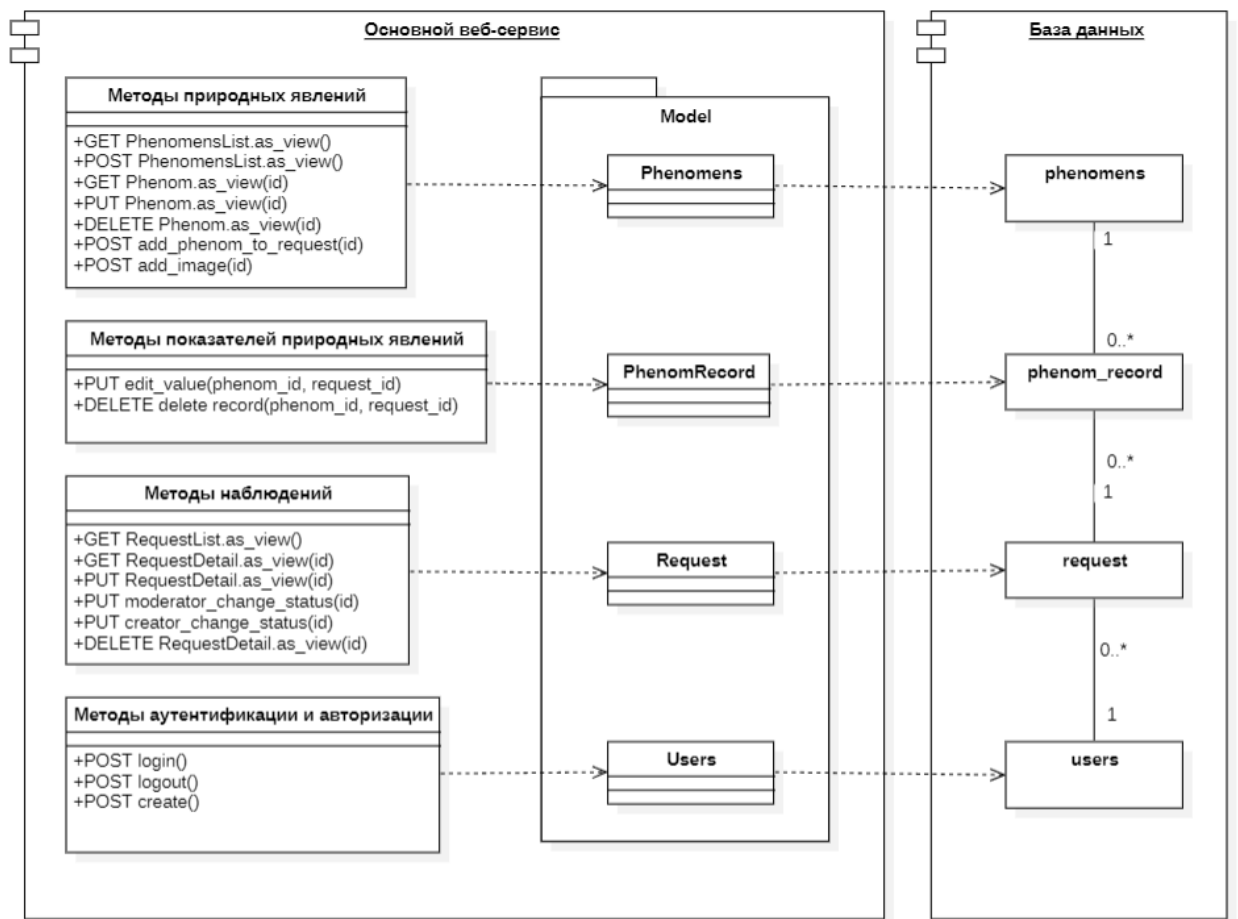 Основной веб-сервис
Методы природных явлений
+GET PhenomensList.as_view()
+POST PhenomensList.as_view()
+GET Phenom.as_view(id)
+PUT Phenom.as_view(id)
+DELETE Phenom.as_view(id)
+POST add_phenom_to_request(id)
+POST add_image(id)
Методы показателей природных явлений
+PUT edit_value(phenom_id, request_id)
+DELETE delete record(phenom_id, request_id)
Методы наблюдений
+GET RequestList.as_view()
+GET RequestDetail.as_view(id)
+PUT RequestDetail.as_view(id)
+PUT moderator_change_status(id)
+PUT creator_change_status(id)
+DELETE RequestDetail.as_view(id)
Методы аутентификации и авторизации
+POST login()
+POST logout()
+POST create()
Model
Phenomens
PhenomRecord
Request
Users
База данных
phenomens
1
0..*
phenom_record
0..*
1
request
0..*
1
users